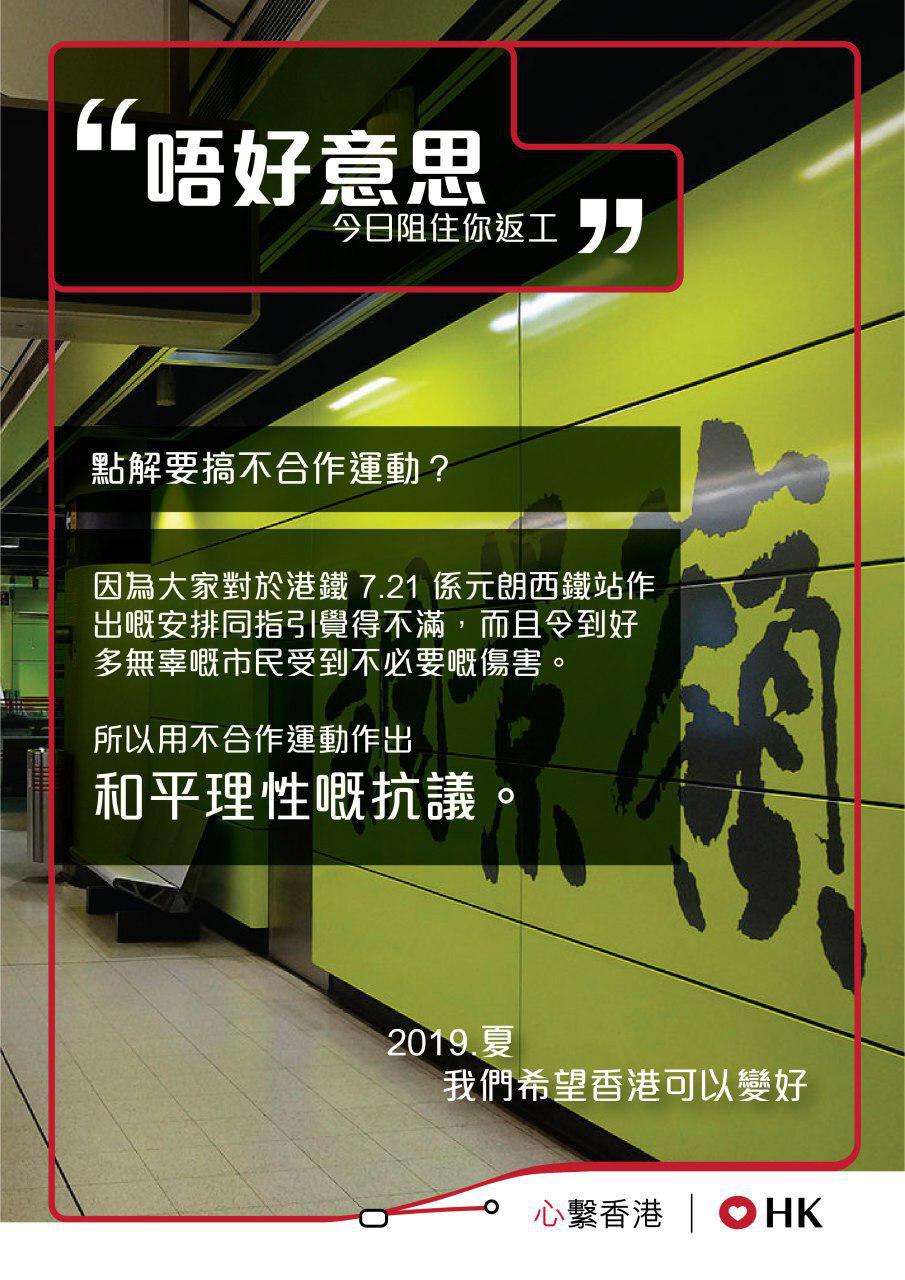 “唔好意思
今日阻住你返工”
點解要搞不合作運動？
因為大家對於港鐵 7.21 係元朗西鐵站作
出嘅安排同指引覺得不滿，而且令到好
多無辜嘅市民受到不必要嘅傷害。
所以用不合作運動作出
和平理性嘅抗議。
2019.夏
我們希望香港可以變好
心繫香港
HK